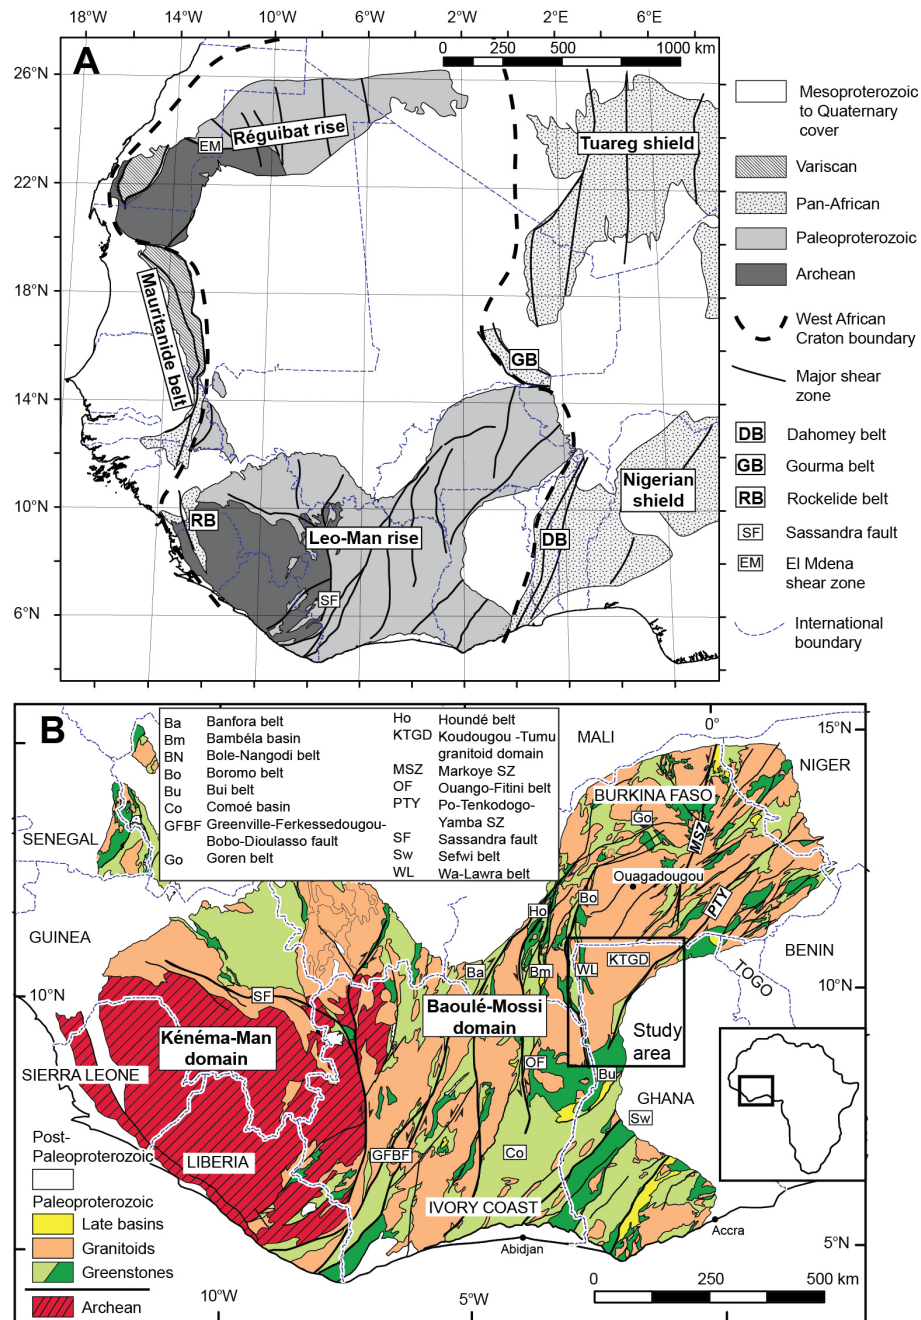 18°W 14°W 10°W 6°W 2°W 2°E 6°E
A
0 250 500 1000 km
26°N
22°N
18°N
14°N
10°N
6°N
Réguibat rise
EM
Tuareg shield
Mauritanide belt
GB
Nigerian
shield
RB
Leo-Man rise
DB
SF
Mesoproterozoic
to Quaternary
cover
Variscan
Pan-African
Paleoproterozoic
Archean
West African
Craton boundary
Major shear
zone
DB Dahomey belt
GB Gourma belt
RB Rockelide belt
SF Sassandra fault
EM El Mdena
shear zone
International
boundary
B
Ba Banfora belt
Bm Bambéla basin
BN Bole-Nangodi belt
Bo Boromo belt
Bu Bui belt
Co Comoé basin
GFBF Greenville-Ferkessedougou-
Bobo-Dioulasso fault
Go Goren belt
Ho Houndé belt
KTGD Koudougou -Tumu
granitoid domain
MSZ Markoye SZ
OF Ouango-Fitini belt
PTY Po-Tenkodogo-
Yamba SZ
SF Sassandra fault
Sw Sefwi belt
WL Wa-Lawra belt
0°
15°N
MALI
NIGER
BURKINA FASO
Go
MSZ
SENEGAL
Ouagadougou
Bo
PTY
Ho
GUINEA
BENIN
KTGD
TOGO
Ba
Bm
WL
10°N
10°N
SF
Baoulé-Mossi
domain
Study
area
Kénéma-Man
domain
OF
Bu
SIERRA LEONE
GHANA
Sw
GFBF
Co
LIBERIA
IVORY COAST
Accra
Abidjan
5°N
Post-
Paleoproterozoic
Paleoproterozoic
Late basins
Granitoids
Greenstones
Archean
0 250 500 km
10°W
5°W